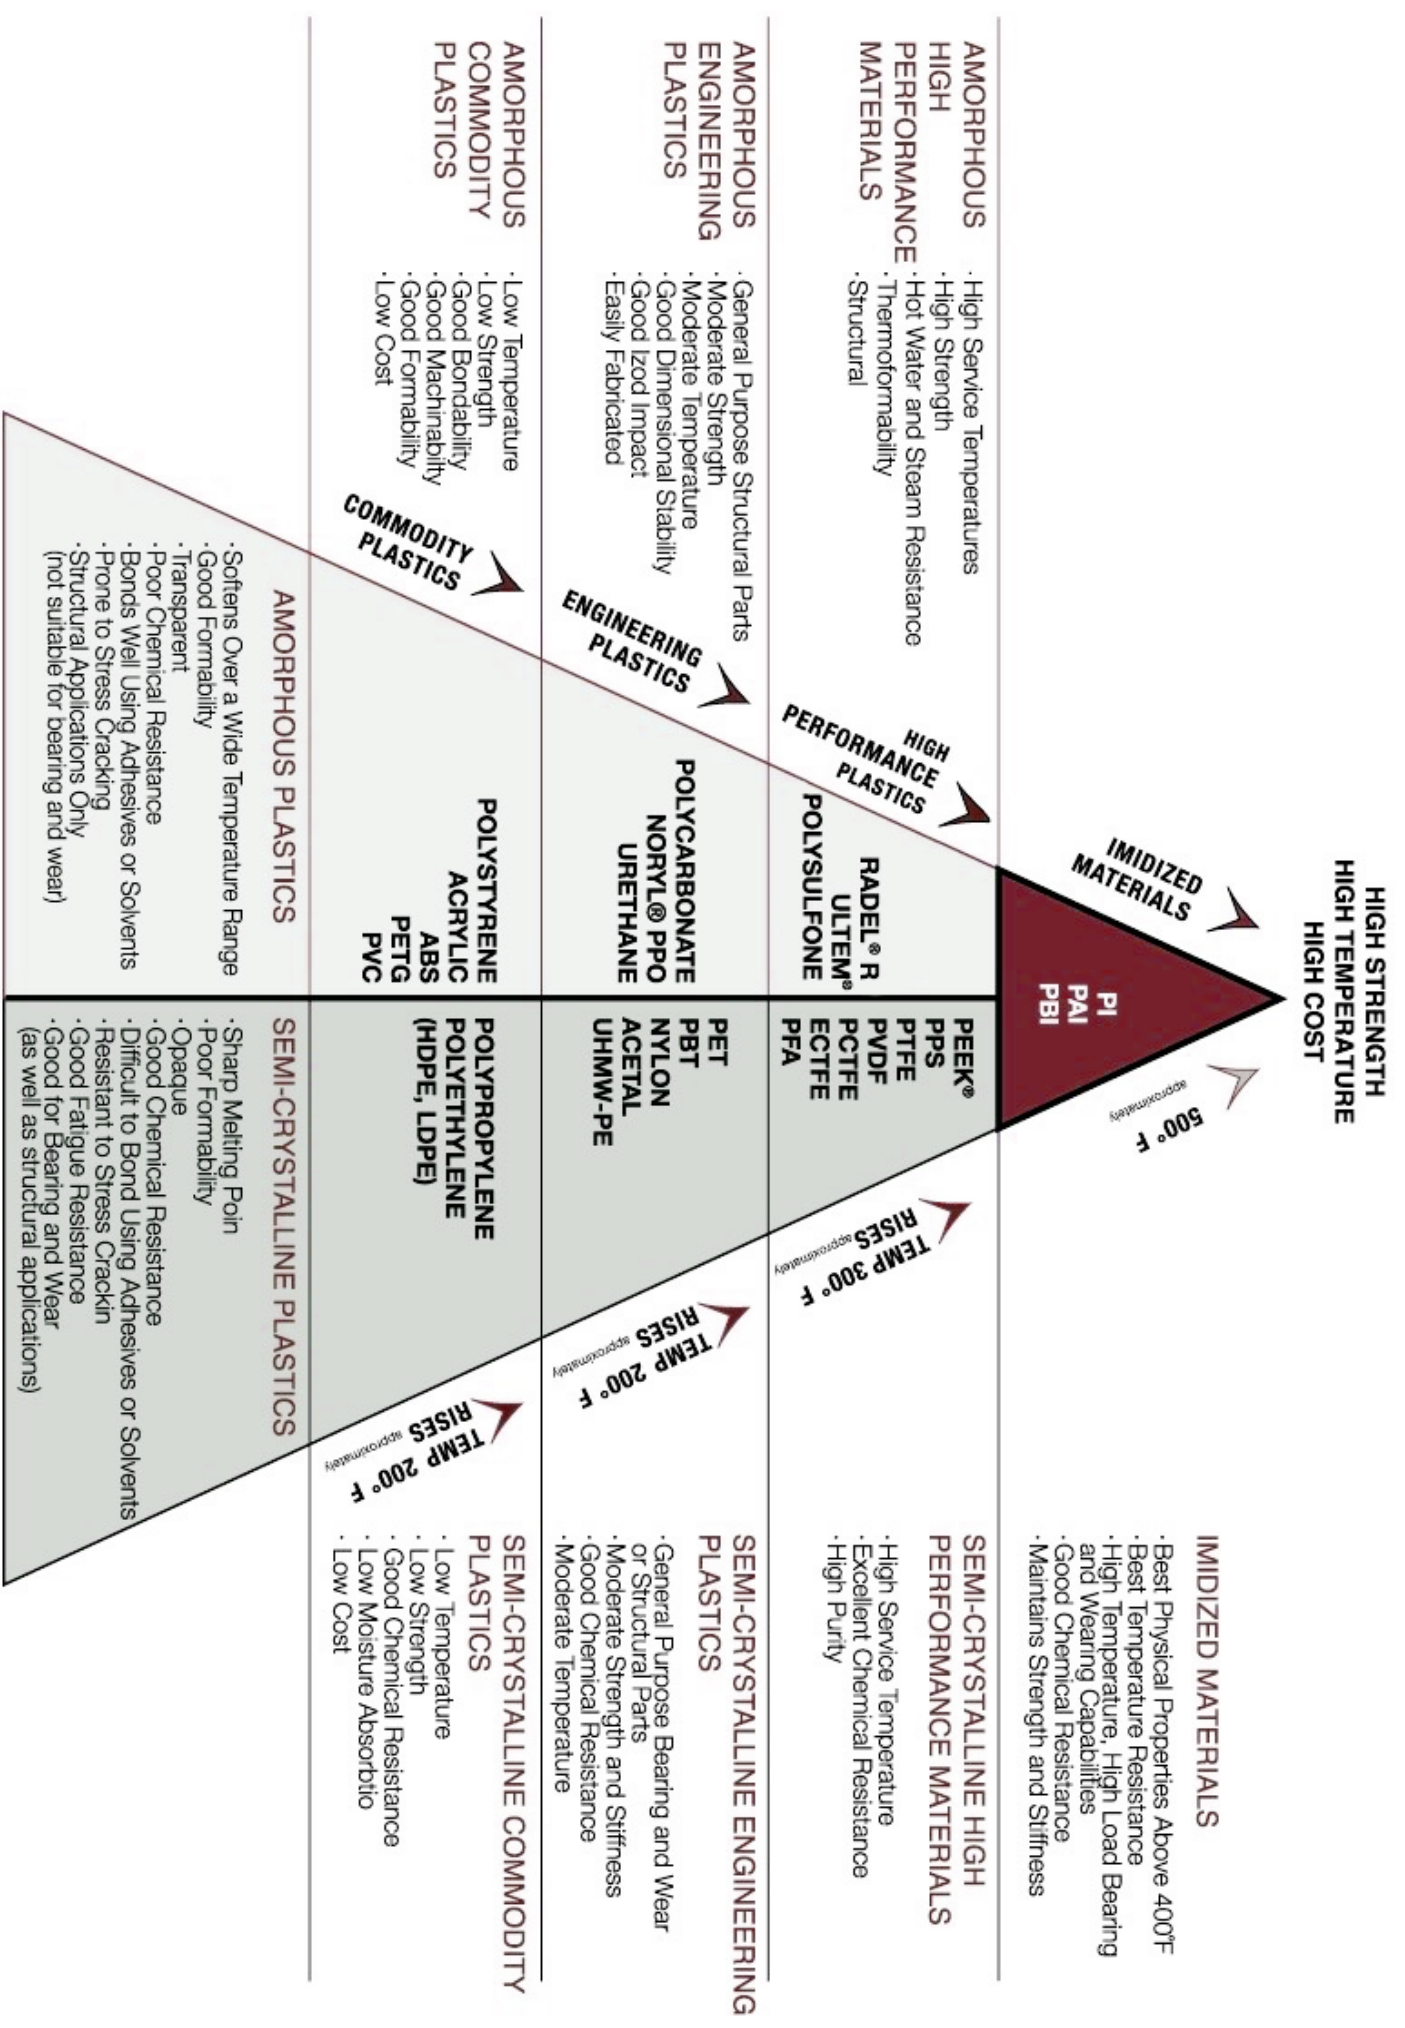 HIGH STRENGTH
HIGH TEMPERATURE
HIGH COST
IMIDIZED
MATERIALS
500° F
approximately
PI
PAI
PBI
IMIDIZED MATERIALS
· Best Physical Properties Above 400°F
· Best Temperature Resistance
· High Temperature, High Load Bearing
and Wearing Capabilities
· Good Chemical Resistance
· Maintains Strength and Stiffness
AMORPHOUS
HIGH
PERFORMANCE
MATERIALS
· High Service Temperatures
· High Strength
· Hot Water and Steam Resistance
· Thermoformability
· Structural
HIGH
PERFORMANCE
PLASTICS
RADEL® R
ULTEM®
POLYSULFONE
PEEK®
PPS
PTFE
PVDF
PCTFE
ECTFE
PFA
TEMP 300° F
RISES approximately
SEMI-CRYSTALLINE HIGH
PERFORMANCE MATERIALS
· High Service Temperature
· Excellent Chemical Resistance
· High Purity
AMORPHOUS
ENGINEERING
PLASTICS
· General Purpose Structural Parts
· Moderate Strength
· Moderate Temperature
· Good Dimensional Stability
· Good Izod Impact
· Easily Fabricated
ENGINEERING
PLASTICS
POLYCARBONATE
NORYL® PPO
URETHANE
PET
PBT
NYLON
ACETAL
UHMW-PE
TEMP 200° F
RISES approximately
SEMI-CRYSTALLINE ENGINEERING
PLASTICS
· General Purpose Bearing and Wear
or Structural Parts
· Moderate Strength and Stiffness
· Good Chemical Resistance
· Moderate Temperature
AMORPHOUS
COMMODITY
PLASTICS
· Low Temperature
· Low Strength
· Good Bondability
· Good Machinabilty
· Good Formability
· Low Cost
COMMODITY
PLASTICS
POLYSTYRENE
ACRYLIC
ABS
PETG
PVC
POLYPROPYLENE
POLYETHYLENE
(HDPE, LDPE)
TEMP 200° F
RISES approximately
SEMI-CRYSTALLINE COMMODITY
PLASTICS
· Low Temperature
· Low Strength
· Good Chemical Resistance
· Low Moisture Absorbtio
· Low Cost
AMORPHOUS PLASTICS
· Softens Over a Wide Temperature Range
· Good Formability
· Transparent
· Poor Chemical Resistance
· Bonds Well Using Adhesives or Solvents
· Prone to Stress Cracking
· Structural Applications Only
(not suitable for bearing and wear)
SEMI-CRYSTALLINE PLASTICS
· Sharp Melting Poin
· Poor Formability
· Opaque
· Good Chemical Resistance
· Difficult to Bond Using Adhesives or Solvents
· Resistant to Stress Crackin
· Good Fatigue Resistance
· Good for Bearing and Wear
(as well as structural applications)